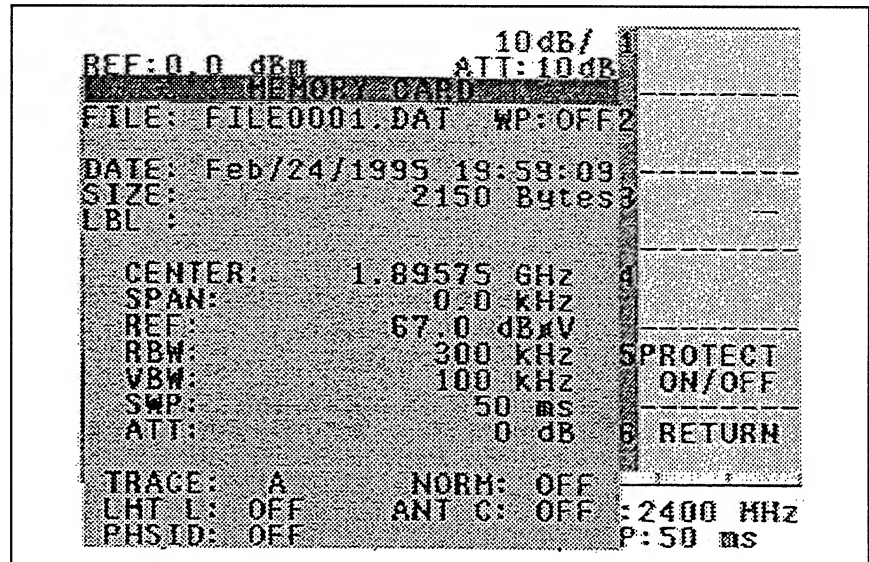 10dB/ 1
REF:0.0 dBm ATT:10dB
MEMORY CARD
FILE: FILE0001.DAT WP:OFF 2
DATE: Feb/24/1995 19:59:09
SIZE: 2150 Bytes 3
LBL :
CENTER: 1.89575 GHz 4
SPAN: 0.0 kHz
REF: 67.0 dBµV
RBW: 300 kHz 5 PROTECT
VBW: 100 kHz ON/OFF
SWP: 50 ms
ATT: 0 dB 6 RETURN
TRACE: A NORM: OFF
LMT L: OFF ANT C: OFF :2400 MHz
PHSID: OFF P:50 ms